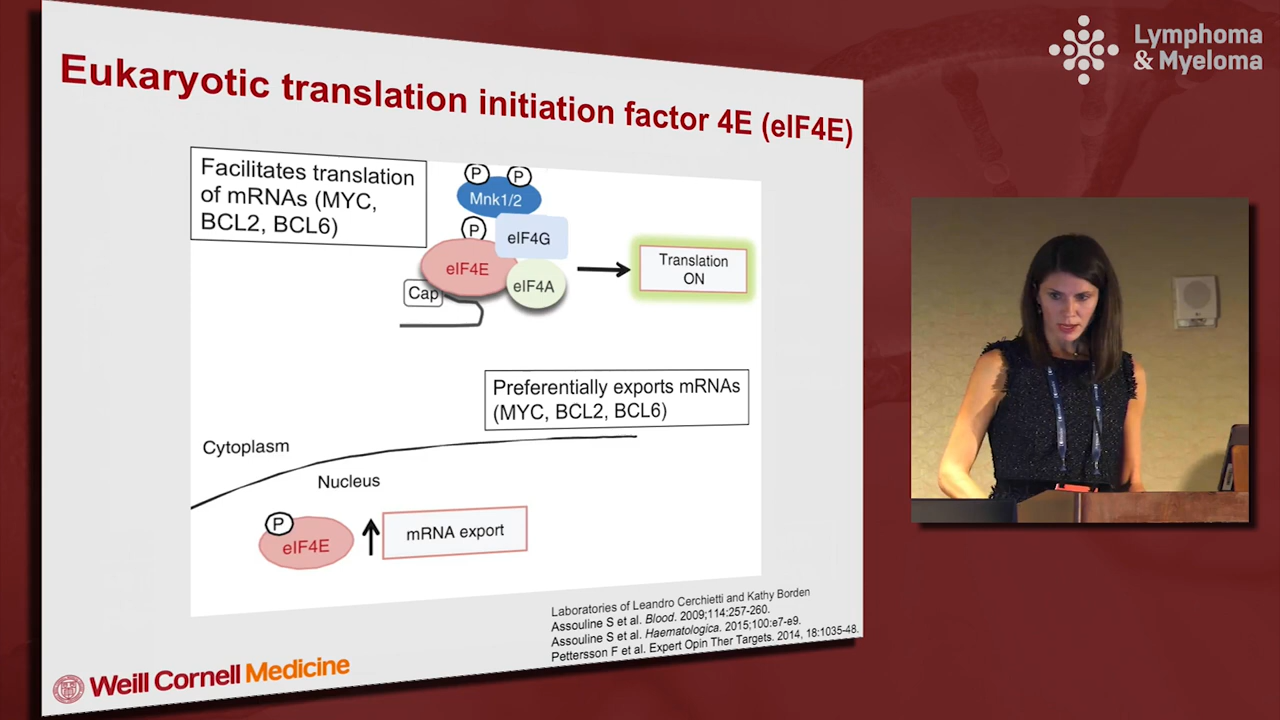 Lymphoma
& Myeloma
Eukaryotic translation initiation factor 4E (eIF4E)
Facilitates translation
of mRNAs (MYC,
BCL2, BCL6)
P
P
Mnk1/2
P
eIF4G
eIF4E
eIF4A
Cap
Translation
ON
Preferentially exports mRNAs
(MYC, BCL2, BCL6)
Cytoplasm
Nucleus
P
eIF4E
mRNA export
Laboratories of Leandro Cerchietti and Kathy Borden
Assouline S et al. Blood. 2009;114:257-260.
Assouline S et al. Haematologica. 2015;100:e7-e9.
Pettersson F et al. Expert Opin Ther Targets. 2014, 18:1035-48.
Weill Cornell Medicine